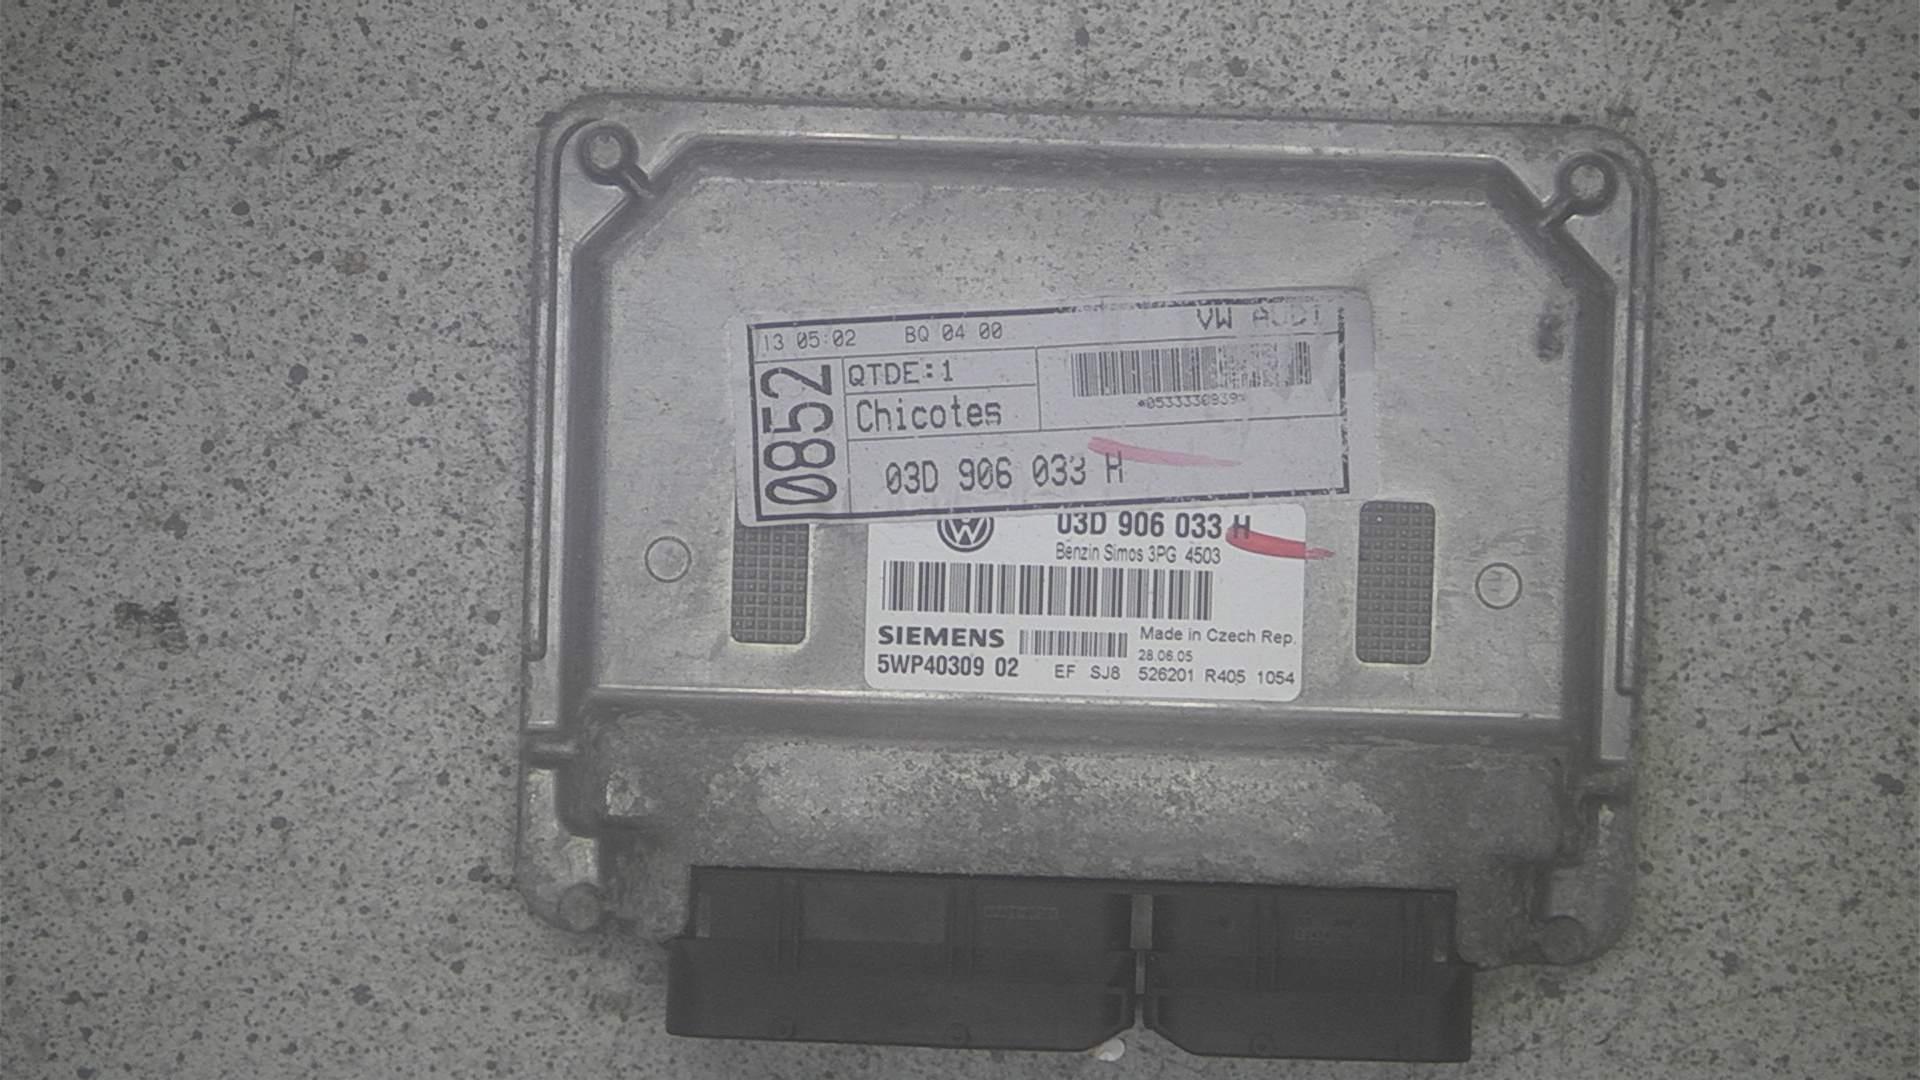 13 05:02 BQ 04 00 VW AUDI
0852
QTDE:1
Chicotes
03D 906 033 H
03D 906 033 H
Benzin Simos 3PG 4503
SIEMENS
Made in Czech Rep.
28.06.05
5WP40309 02
EF SJ8 526201 R405 1054